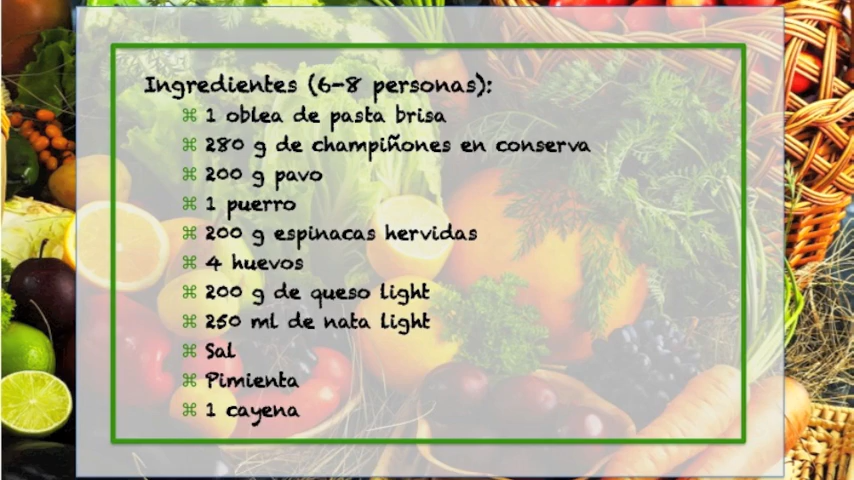 Ingredientes (6-8 personas):
⌘ 1 oblea de pasta brisa
⌘ 280 g de champiñones en conserva
⌘ 200 g pavo
⌘ 1 puerro
⌘ 200 g espinacas hervidas
⌘ 4 huevos
⌘ 200 g de queso light
⌘ 250 ml de nata light
⌘ Sal
⌘ Pimienta
⌘ 1 cayena